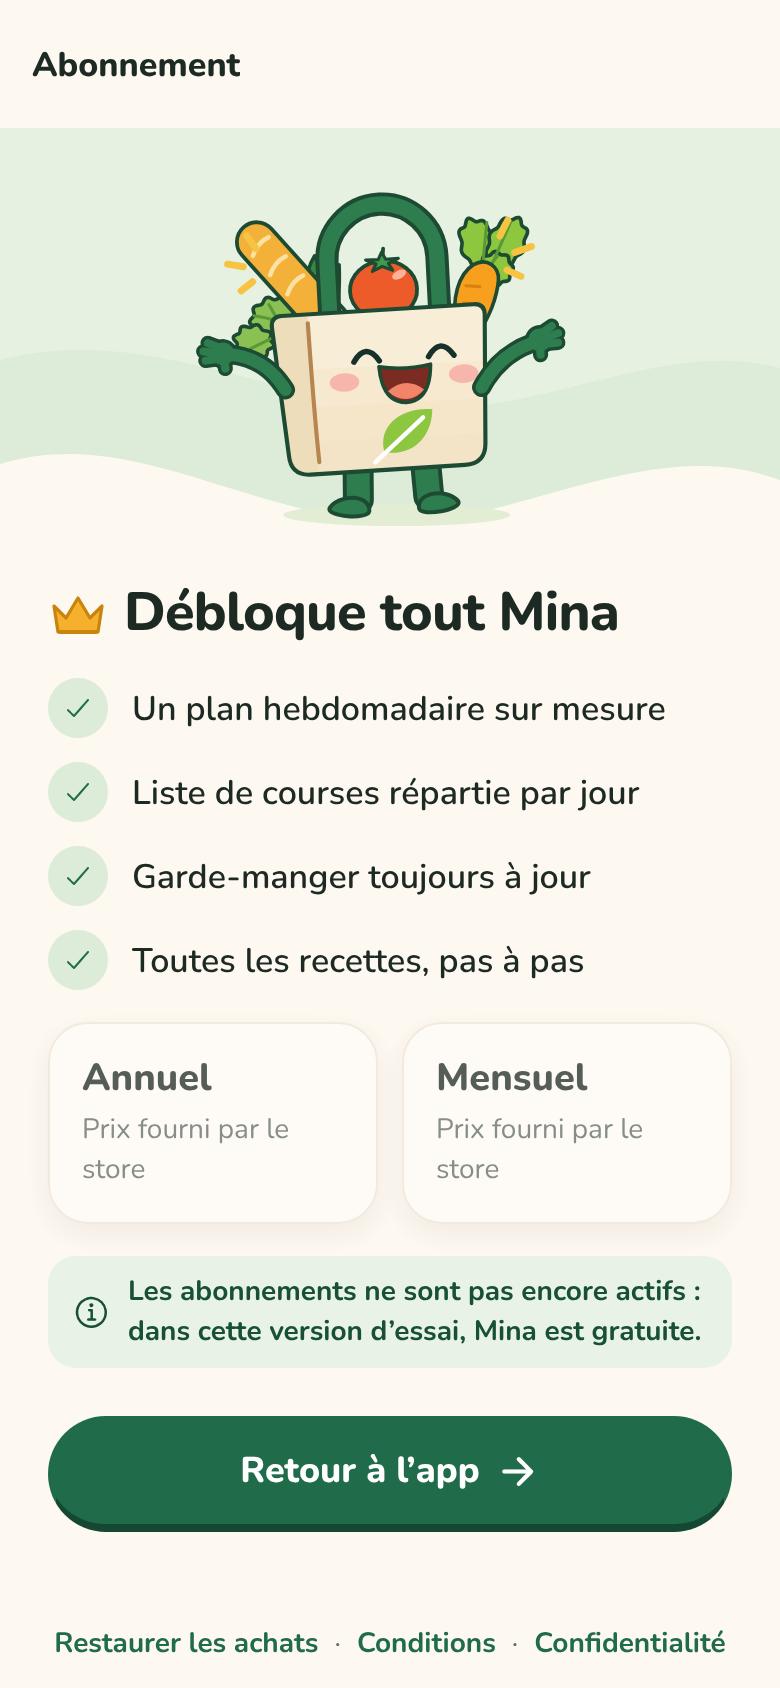 Abonnement
Débloque tout Mina
Un plan hebdomadaire sur mesure
Liste de courses répartie par jour
Garde-manger toujours à jour
Toutes les recettes, pas à pas
Annuel
Prix fourni par le
store
Mensuel
Prix fourni par le
store
Les abonnements ne sont pas encore actifs :
dans cette version d’essai, Mina est gratuite.
Retour à l’app
Restaurer les achats · Conditions · Confidentialité